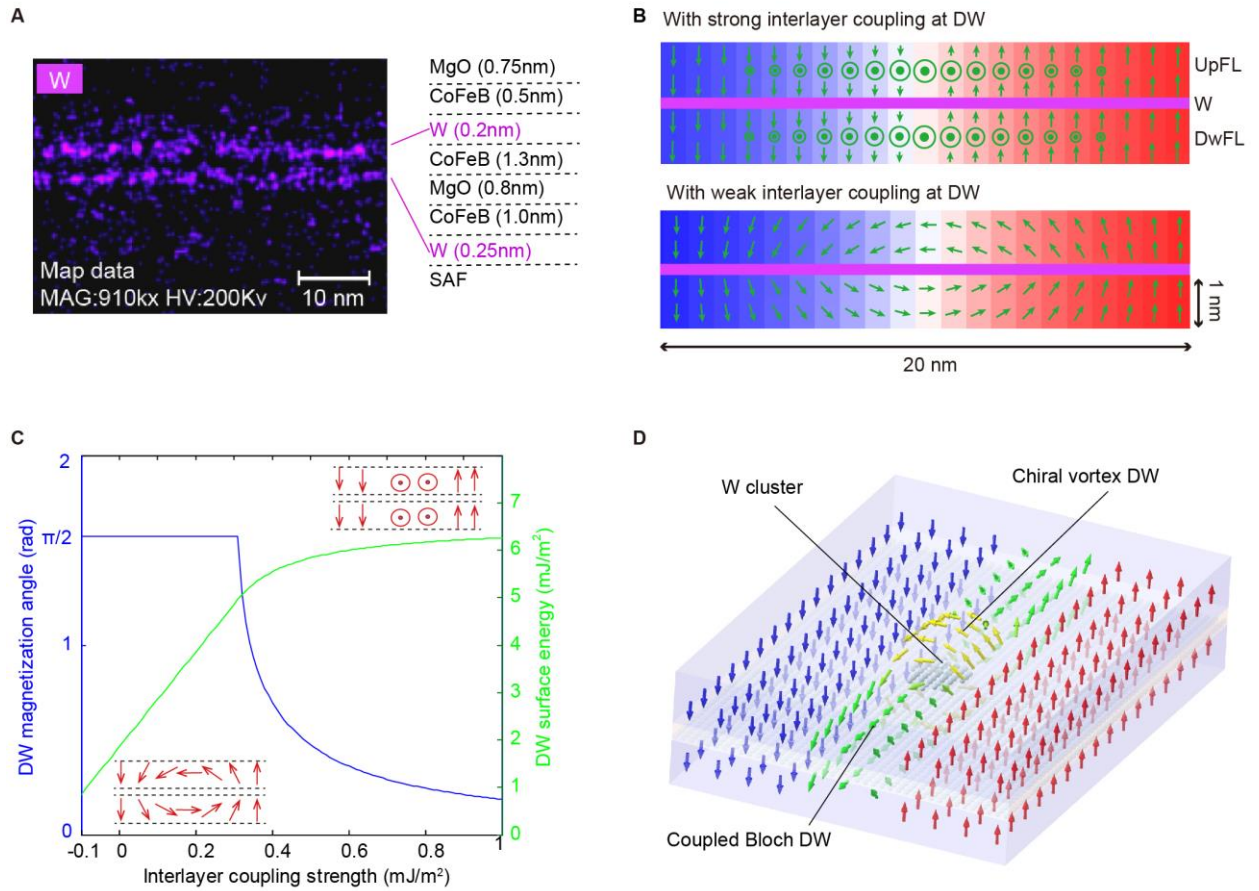 A
W
Map data
MAG:910kx HV:200Kv
10 nm
MgO (0.75nm)
CoFeB (0.5nm)
W (0.2nm)
CoFeB (1.3nm)
MgO (0.8nm)
CoFeB (1.0nm)
W (0.25nm)
SAF
B
With strong interlayer coupling at DW
UpFL
W
DwFL
With weak interlayer coupling at DW
1 nm
20 nm
C
DW magnetization angle (rad)
2
π/2
1
0
-0.1
0
0.2
0.4
0.6
0.8
1
Interlayer coupling strength (mJ/m²)
7
6
5
4
3
2
1
0
DW surface energy (mJ/m²)
D
W cluster
Chiral vortex DW
Coupled Bloch DW